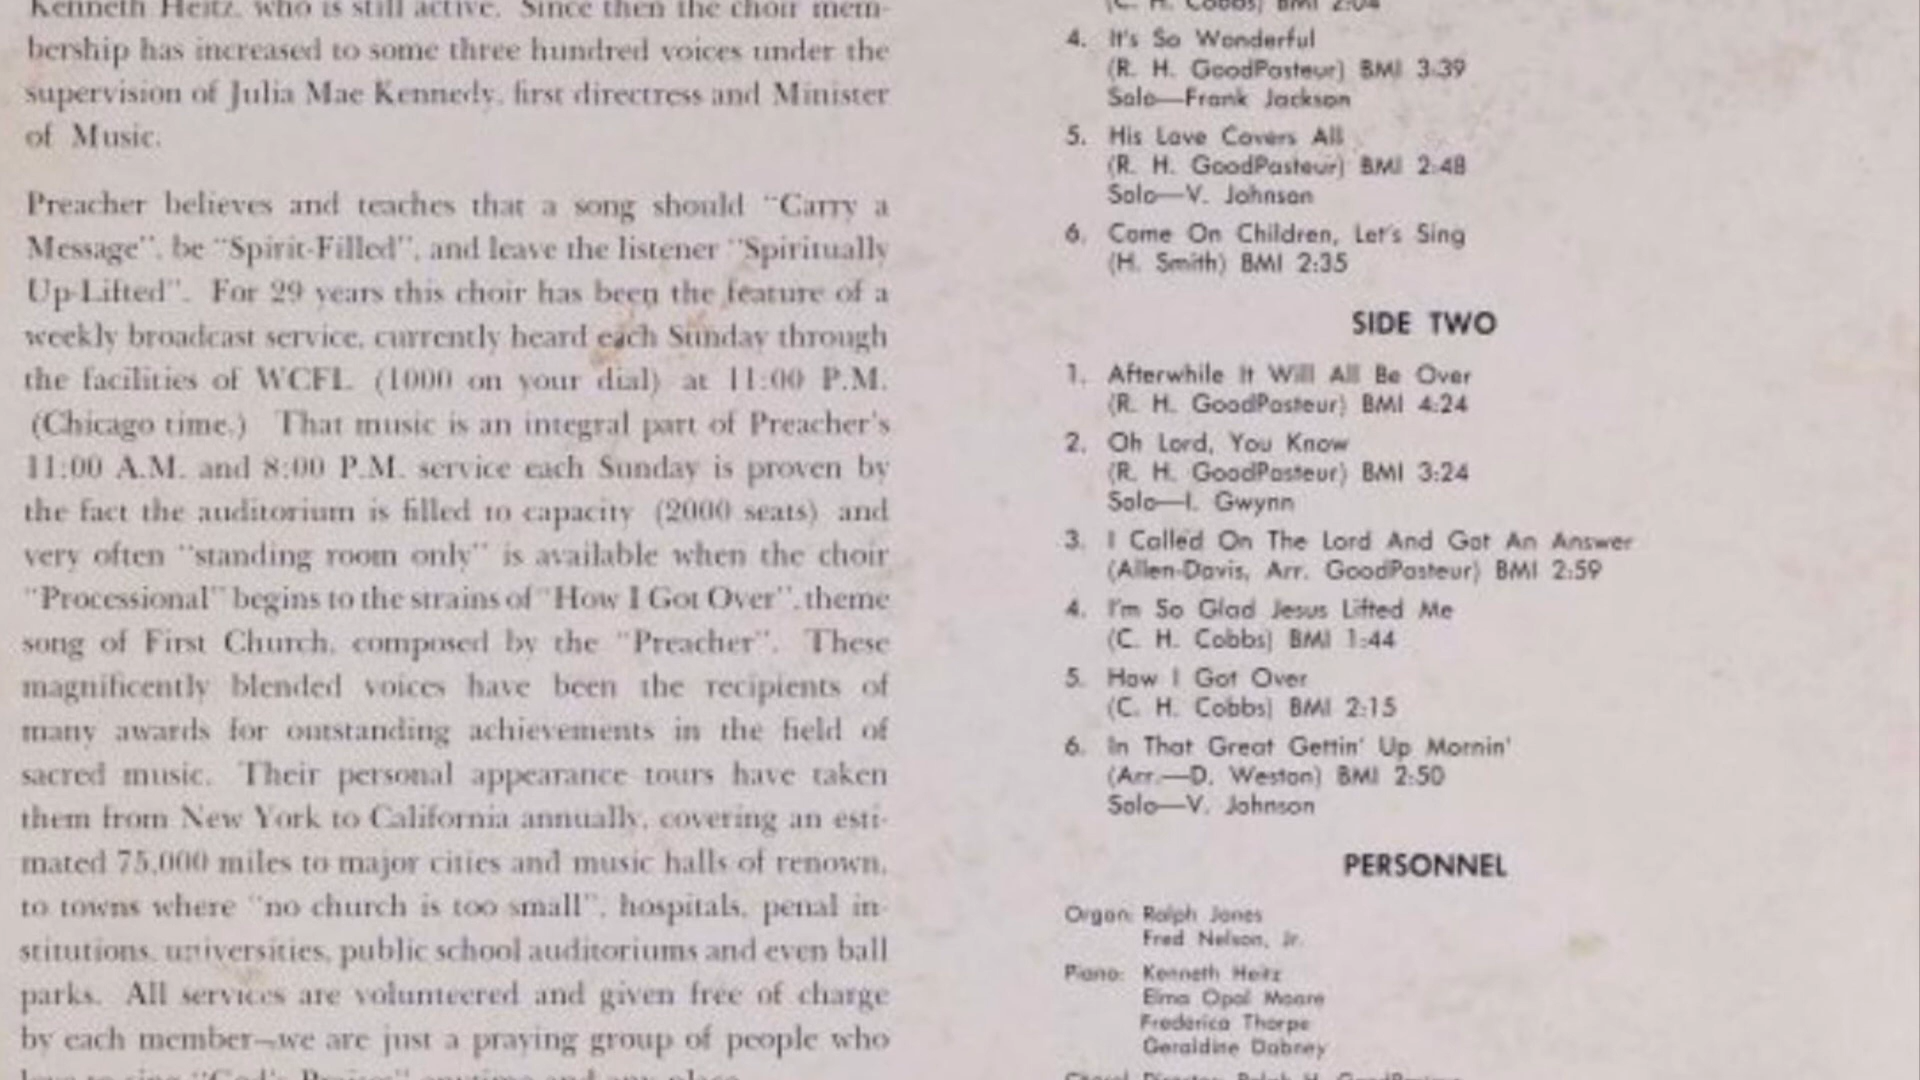 Kenneth Heitz, who is still active. Since then the choir mem-
bership has increased to some three hundred voices under the
supervision of Julia Mae Kennedy, first directress and Minister
of Music.
Preacher believes and teaches that a song should "Carry a
Message", be "Spirit-Filled", and leave the listener "Spiritually
Up-Lifted". For 29 years this choir has been the feature of a
weekly broadcast service, currently heard each Sunday through
the facilities of WCFL (1000 on your dial) at 11:00 P.M.
(Chicago time.) That music is an integral part of Preacher's
11:00 A.M. and 8:00 P.M. service each Sunday is proven by
the fact the auditorium is filled to capacity (2000 seats) and
very often "standing room only" is available when the choir
"Processional" begins to the strains of "How I Got Over", theme
song of First Church, composed by the "Preacher". These
magnificently blended voices have been the recipients of
many awards for outstanding achievements in the field of
sacred music. Their personal appearance tours have taken
them from New York to California annually, covering an esti-
mated 75,000 miles to major cities and music halls of renown,
to towns where "no church is too small", hospitals, penal in-
stitutions, universities, public school auditoriums and even ball
parks. All services are volunteered and given free of charge
by each member—we are just a praying group of people who
love to sing "God's Praises" anytime and any place.
(C. H. Cobbs) BMI 2:04
4. It's So Wonderful
(R. H. GoodPasteur) BMI 3:39
Solo—Frank Jackson
5. His Love Covers All
(R. H. GoodPasteur) BMI 2:48
Solo—V. Johnson
6. Come On Children, Let's Sing
(H. Smith) BMI 2:35
SIDE TWO
1. Afterwhile It Will All Be Over
(R. H. GoodPasteur) BMI 4:24
2. Oh Lord, You Know
(R. H. GoodPasteur) BMI 3:24
Solo—I. Gwynn
3. I Called On The Lord And Got An Answer
(Allen-Davis, Arr. GoodPasteur) BMI 2:59
4. I'm So Glad Jesus Lifted Me
(C. H. Cobbs) BMI 1:44
5. How I Got Over
(C. H. Cobbs) BMI 2:15
6. In That Great Gettin' Up Mornin'
(Arr.—D. Weston) BMI 2:50
Solo—V. Johnson
PERSONNEL
Organ: Ralph Jones
Fred Nelson, Jr.
Piano: Kenneth Heitz
Elma Opal Moore
Frederica Thorpe
Geraldine Dabney
Choral Director: Ralph H. GoodPasteur